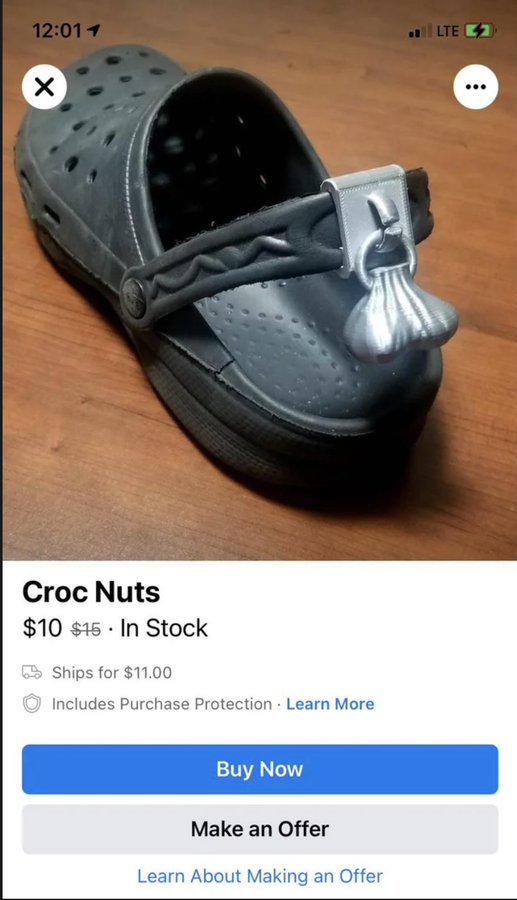 12:01
LTE
Croc Nuts
$10 $15 · In Stock
Ships for $11.00
Includes Purchase Protection · Learn More
Buy Now
Make an Offer
Learn About Making an Offer